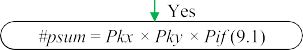 Yes
#psum = Pkx × Pky × Pif (9.1)